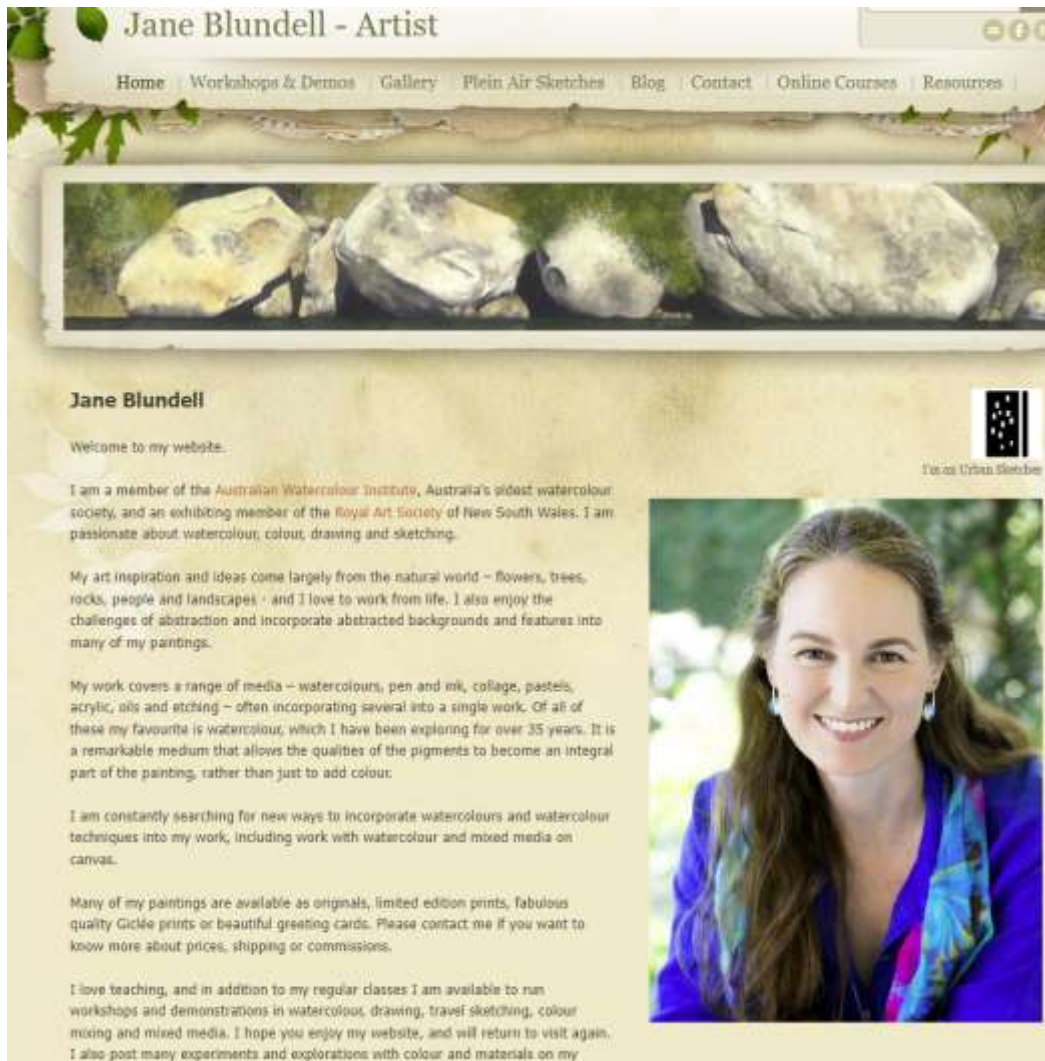 Jane Blundell - Artist
Home | Workshops & Demos | Gallery | Plein Air Sketches | Blog | Contact | Online Courses | Resources |
Jane Blundell
Welcome to my website.
I'm an Urban Sketcher
I am a member of the Australian Watercolour Institute, Australia's oldest watercolour
society, and an exhibiting member of the Royal Art Society of New South Wales. I am
passionate about watercolour, colour, drawing and sketching.
My art inspiration and ideas come largely from the natural world – flowers, trees,
rocks, people and landscapes - and I love to work from life. I also enjoy the
challenges of abstraction and incorporate abstracted backgrounds and features into
many of my paintings.
My work covers a range of media – watercolours, pen and ink, collage, pastels,
acrylic, oils and etching – often incorporating several into a single work. Of all of
these my favourite is watercolour, which I have been exploring for over 35 years. It is
a remarkable medium that allows the qualities of the pigments to become an integral
part of the painting, rather than just to add colour.
I am constantly searching for new ways to incorporate watercolours and watercolour
techniques into my work, including work with watercolour and mixed media on
canvas.
Many of my paintings are available as originals, limited edition prints, fabulous
quality Giclée prints or beautiful greeting cards. Please contact me if you want to
know more about prices, shipping or commissions.
I love teaching, and in addition to my regular classes I am available to run
workshops and demonstrations in watercolour, drawing, travel sketching, colour
mixing and mixed media. I hope you enjoy my website, and will return to visit again.
I also post many experiments and explorations with colour and materials on my